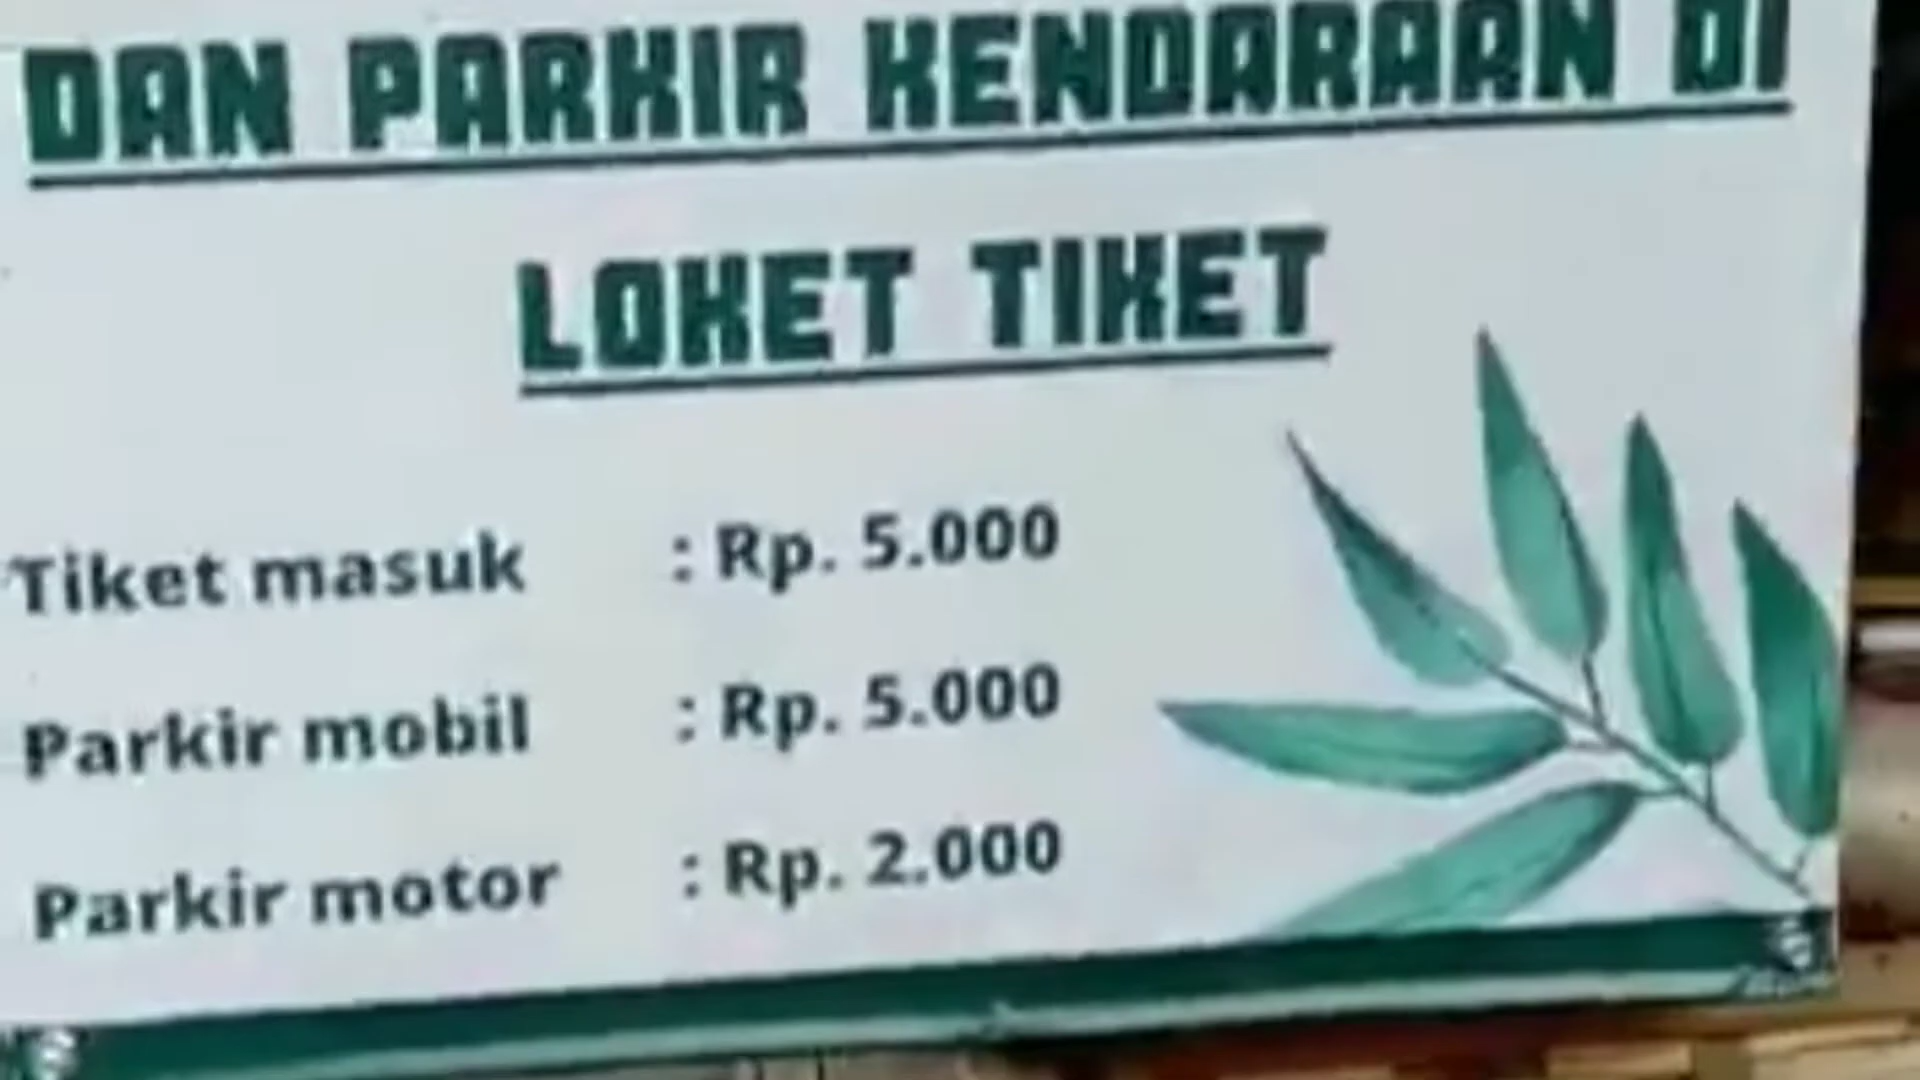 DAN PARKIR KENDARAAN DI
LOKET TIKET
Tiket masuk : Rp. 5.000
Parkir mobil : Rp. 5.000
Parkir motor : Rp. 2.000